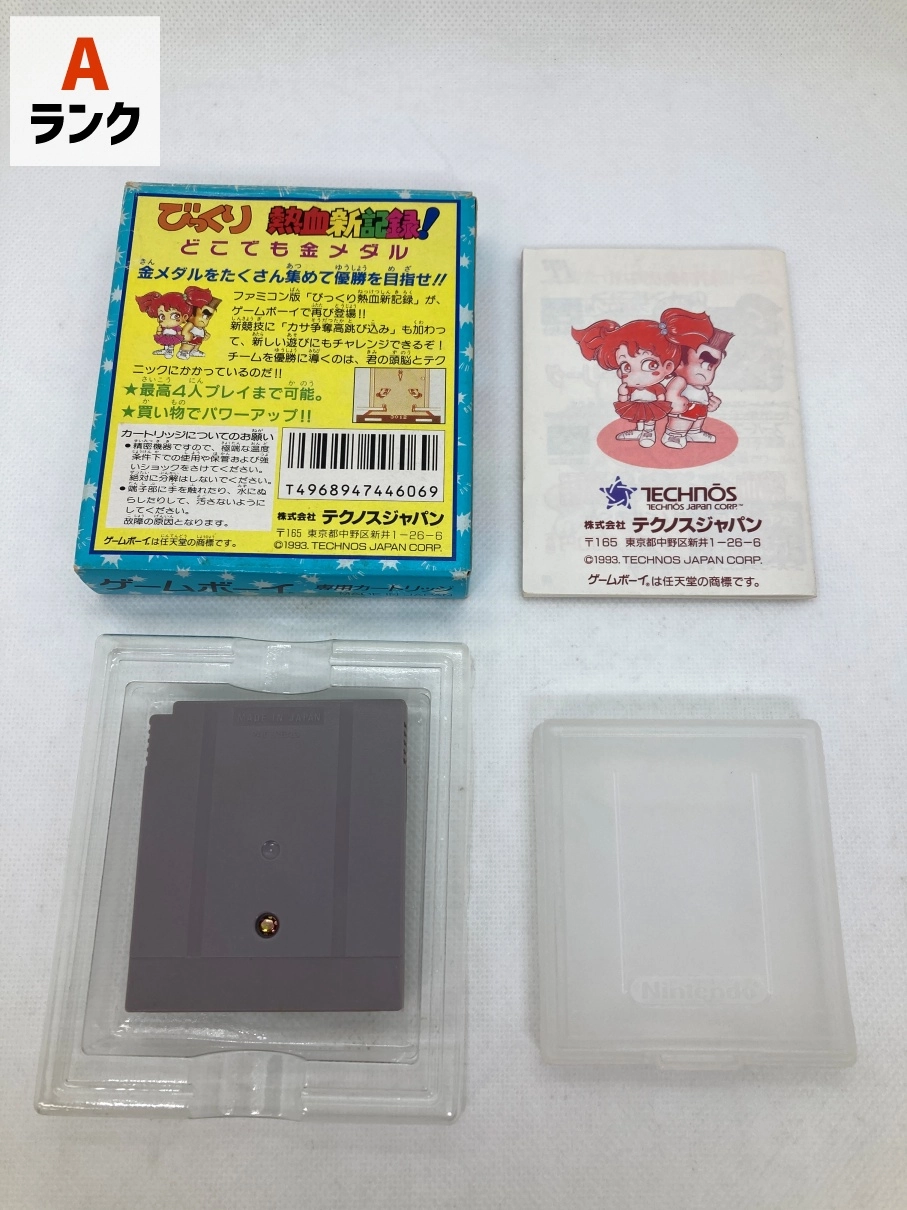 A
ランク
びっくり 熱血新記録!
どこでも金メダル
金メダルをたくさん集めて優勝を目指せ!!
ファミコン版「びっくり熱血新記録」が、
ゲームボーイで再び登場!!
新競技に「カサ争奪高跳び込み」も加わっ
て、新しい遊びにもチャレンジできるぞ！
チームを優勝に導くのは、君の頭脳とテク
ニックにかかっているのだ!!
★最高4人プレイまで可能。
★買い物でパワーアップ!!
カートリッジについてのお願い
●精密機器ですので、極端な温度
条件下での使用や保管および強
いショックをさけてください。
絶対に分解はしないでください。
●端子部に手を触れたり、水にぬ
らしたりして、汚さないように
してください。
故障の原因となります。
ゲームボーイは任天堂の商標です。
T4968947446069
株式会社 テクノスジャパン
〒165 東京都中野区新井1-26-6
©1993. TECHNOS JAPAN CORP.
ゲームボーイ 専用カートリッジ
TECHNŌS
TECHNOS JAPAN CORP.™
株式会社 テクノスジャパン
〒165 東京都中野区新井1-26-6
©1993. TECHNOS JAPAN CORP.
ゲームボーイ®は任天堂の商標です。
MADE IN JAPAN
Nintendo